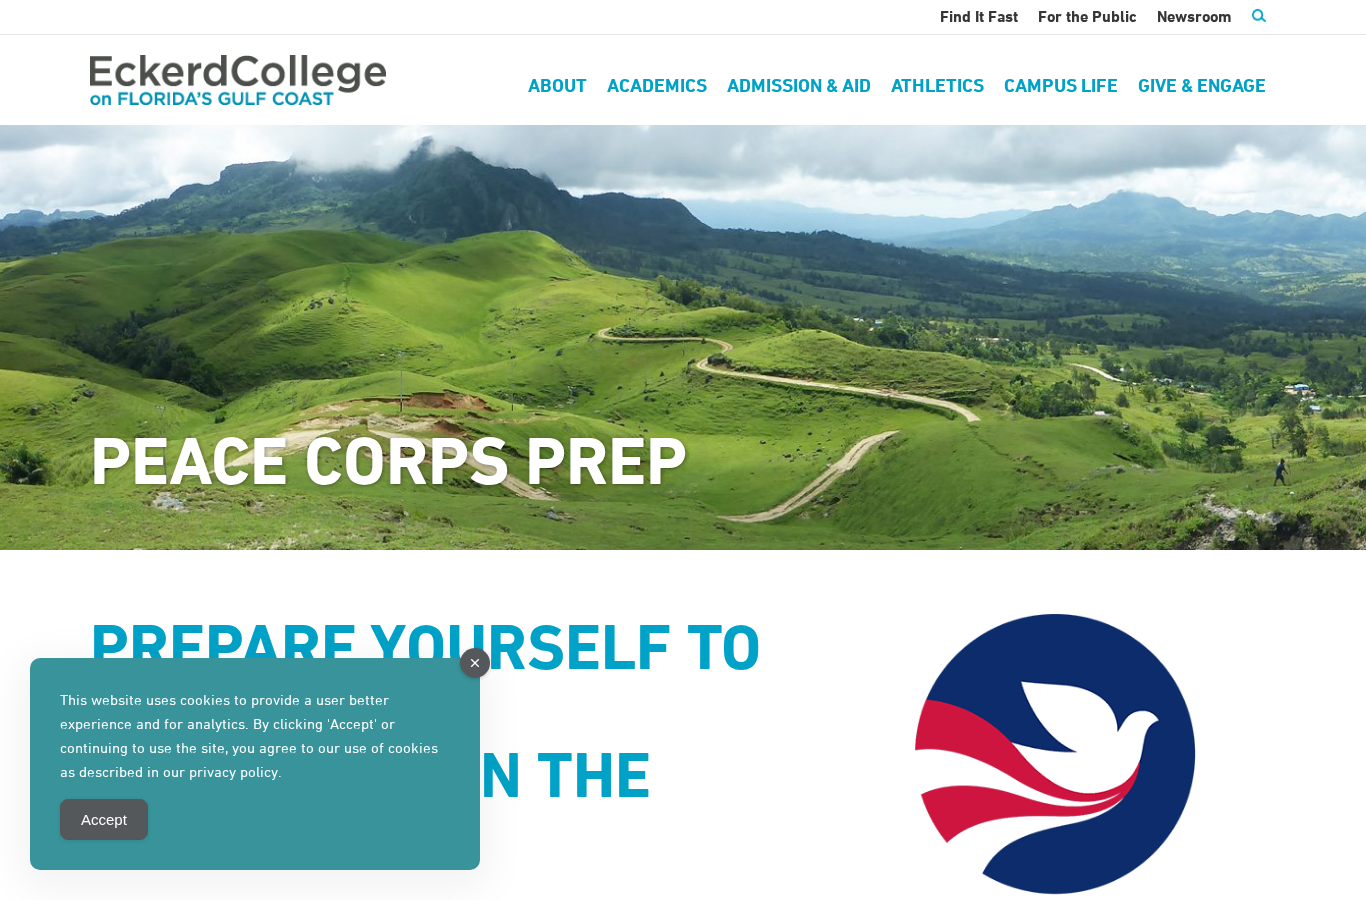 Find It Fast For the Public Newsroom
EckerdCollege
on FLORIDA'S GULF COAST
ABOUT ACADEMICS ADMISSION & AID ATHLETICS CAMPUS LIFE GIVE & ENGAGE
PEACE CORPS PREP
PREPARE YOURSELF TO
N THE
This website uses cookies to provide a user better
experience and for analytics. By clicking 'Accept' or
continuing to use the site, you agree to our use of cookies
as described in our privacy policy.
Accept